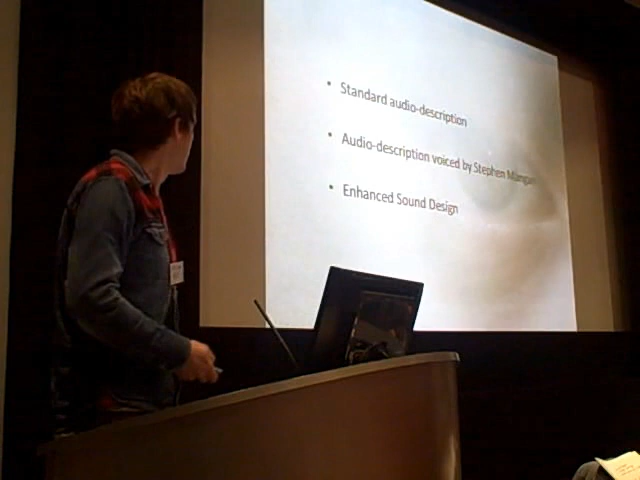 • Standard audio-description
• Audio-description voiced by Stephen Mangan
• Enhanced Sound Design